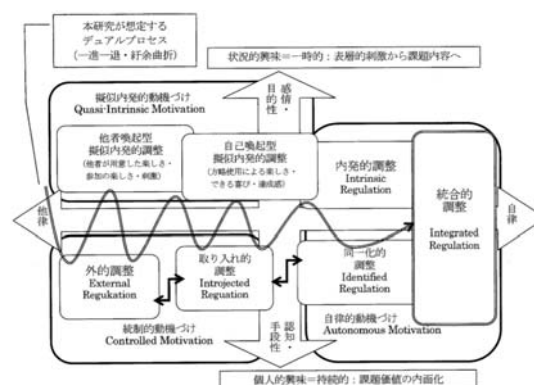 本研究が想定する
デュアルプロセス
(一進一退・紆余曲折)
状況的興味＝一時的：表層的刺激から課題内容へ
擬似内発的動機づけ
Quasi-Intrinsic Motivation
感情・
目的性
他者喚起型
擬似内発的調整
(他者が用意した楽しさ・
参加の楽しさ・刺激)
自己喚起型
擬似内発的調整
(方略使用による楽しさ・
できる喜び・達成感)
内発的調整
Intrinsic
Regulation
統合的
調整
Integrated
Regulation
他律
自律
外的調整
External
Regukation
取り入れ的
調整
Introjected
Reguation
同一化的
調整
Identified
Regulation
統制的動機づけ
Controlled Motivation
認知・
手段性
自律的動機づけ
Autonomous Motivation
個人的興味＝持続的：課題価値の内面化